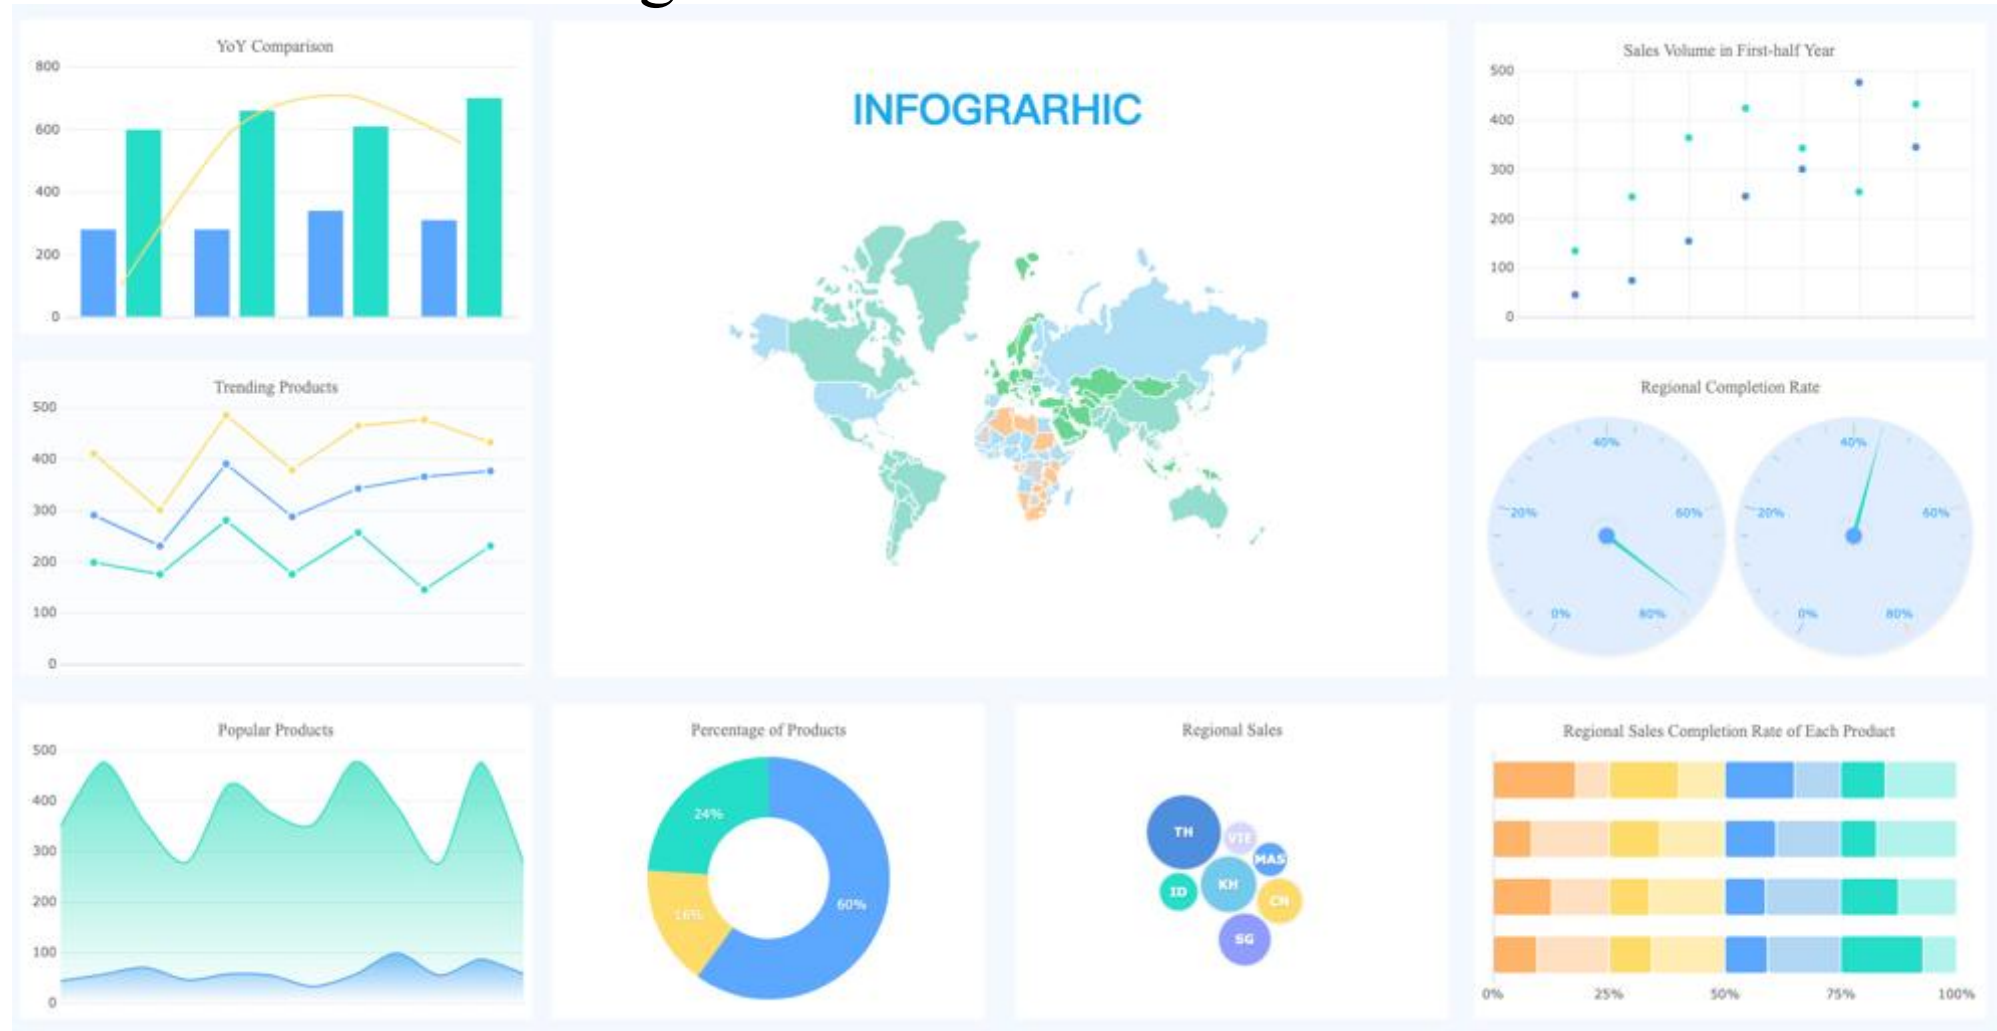 g
YoY Comparison
800
600
400
200
0
INFOGRARHIC
Sales Volume in First-half Year
500
400
300
200
100
0
Trending Products
500
400
300
200
100
0
Regional Completion Rate
40%
20%
60%
0%
80%
40%
20%
60%
0%
80%
Popular Products
500
400
300
200
100
0
Percentage of Products
24%
16%
60%
Regional Sales
TH
VTE
MAS
KH
ID
CN
SG
Regional Sales Completion Rate of Each Product
0% 25% 50% 75% 100%